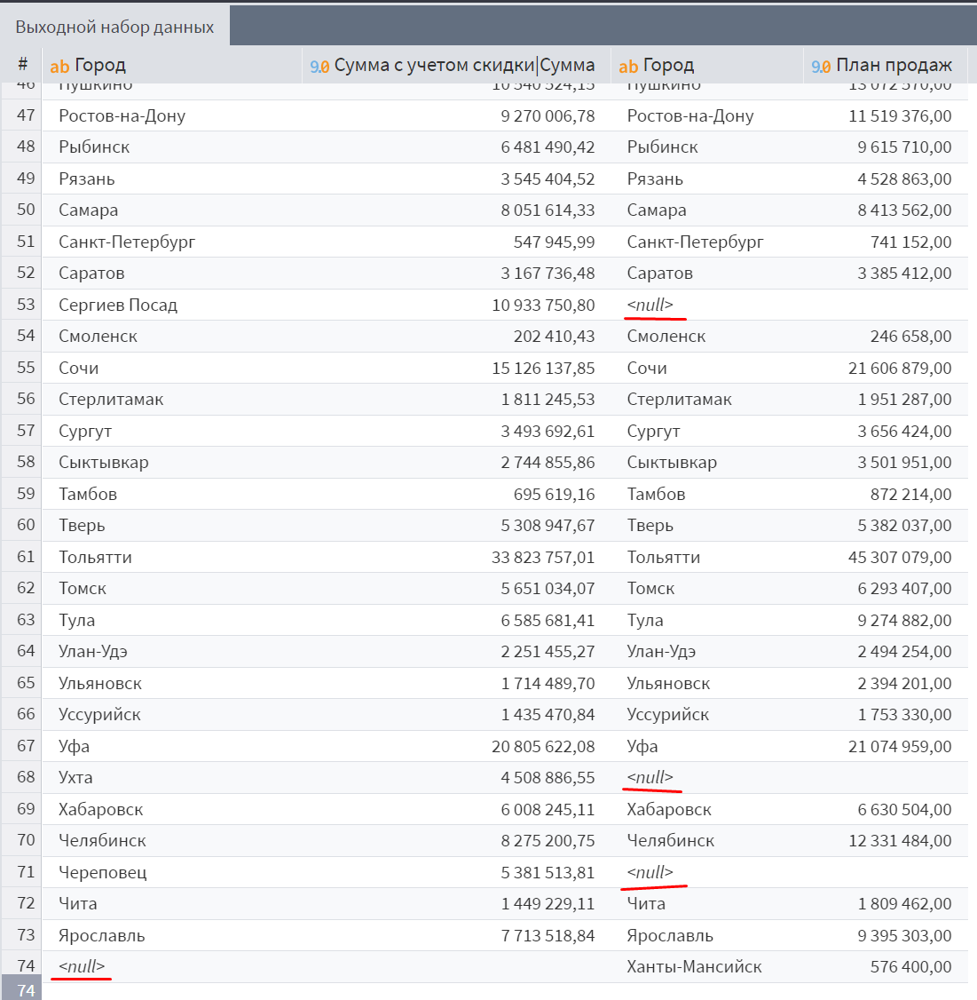 Выходной набор данных
# ab Город 9.0 Сумма с учетом скидки|Сумма ab Город 9.0 План продаж
46 Пушкино 10 540 524,15 Пушкино 13 072 570,00
47 Ростов-на-Дону 9 270 006,78 Ростов-на-Дону 11 519 376,00
48 Рыбинск 6 481 490,42 Рыбинск 9 615 710,00
49 Рязань 3 545 404,52 Рязань 4 528 863,00
50 Самара 8 051 614,33 Самара 8 413 562,00
51 Санкт-Петербург 547 945,99 Санкт-Петербург 741 152,00
52 Саратов 3 167 736,48 Саратов 3 385 412,00
53 Сергиев Посад 10 933 750,80 <null>
54 Смоленск 202 410,43 Смоленск 246 658,00
55 Сочи 15 126 137,85 Сочи 21 606 879,00
56 Стерлитамак 1 811 245,53 Стерлитамак 1 951 287,00
57 Сургут 3 493 692,61 Сургут 3 656 424,00
58 Сыктывкар 2 744 855,86 Сыктывкар 3 501 951,00
59 Тамбов 695 619,16 Тамбов 872 214,00
60 Тверь 5 308 947,67 Тверь 5 382 037,00
61 Тольятти 33 823 757,01 Тольятти 45 307 079,00
62 Томск 5 651 034,07 Томск 6 293 407,00
63 Тула 6 585 681,41 Тула 9 274 882,00
64 Улан-Удэ 2 251 455,27 Улан-Удэ 2 494 254,00
65 Ульяновск 1 714 489,70 Ульяновск 2 394 201,00
66 Уссурийск 1 435 470,84 Уссурийск 1 753 330,00
67 Уфа 20 805 622,08 Уфа 21 074 959,00
68 Ухта 4 508 886,55 <null>
69 Хабаровск 6 008 245,11 Хабаровск 6 630 504,00
70 Челябинск 8 275 200,75 Челябинск 12 331 484,00
71 Череповец 5 381 513,81 <null>
72 Чита 1 449 229,11 Чита 1 809 462,00
73 Ярославль 7 713 518,84 Ярославль 9 395 303,00
74 <null> Ханты-Мансийск 576 400,00
74